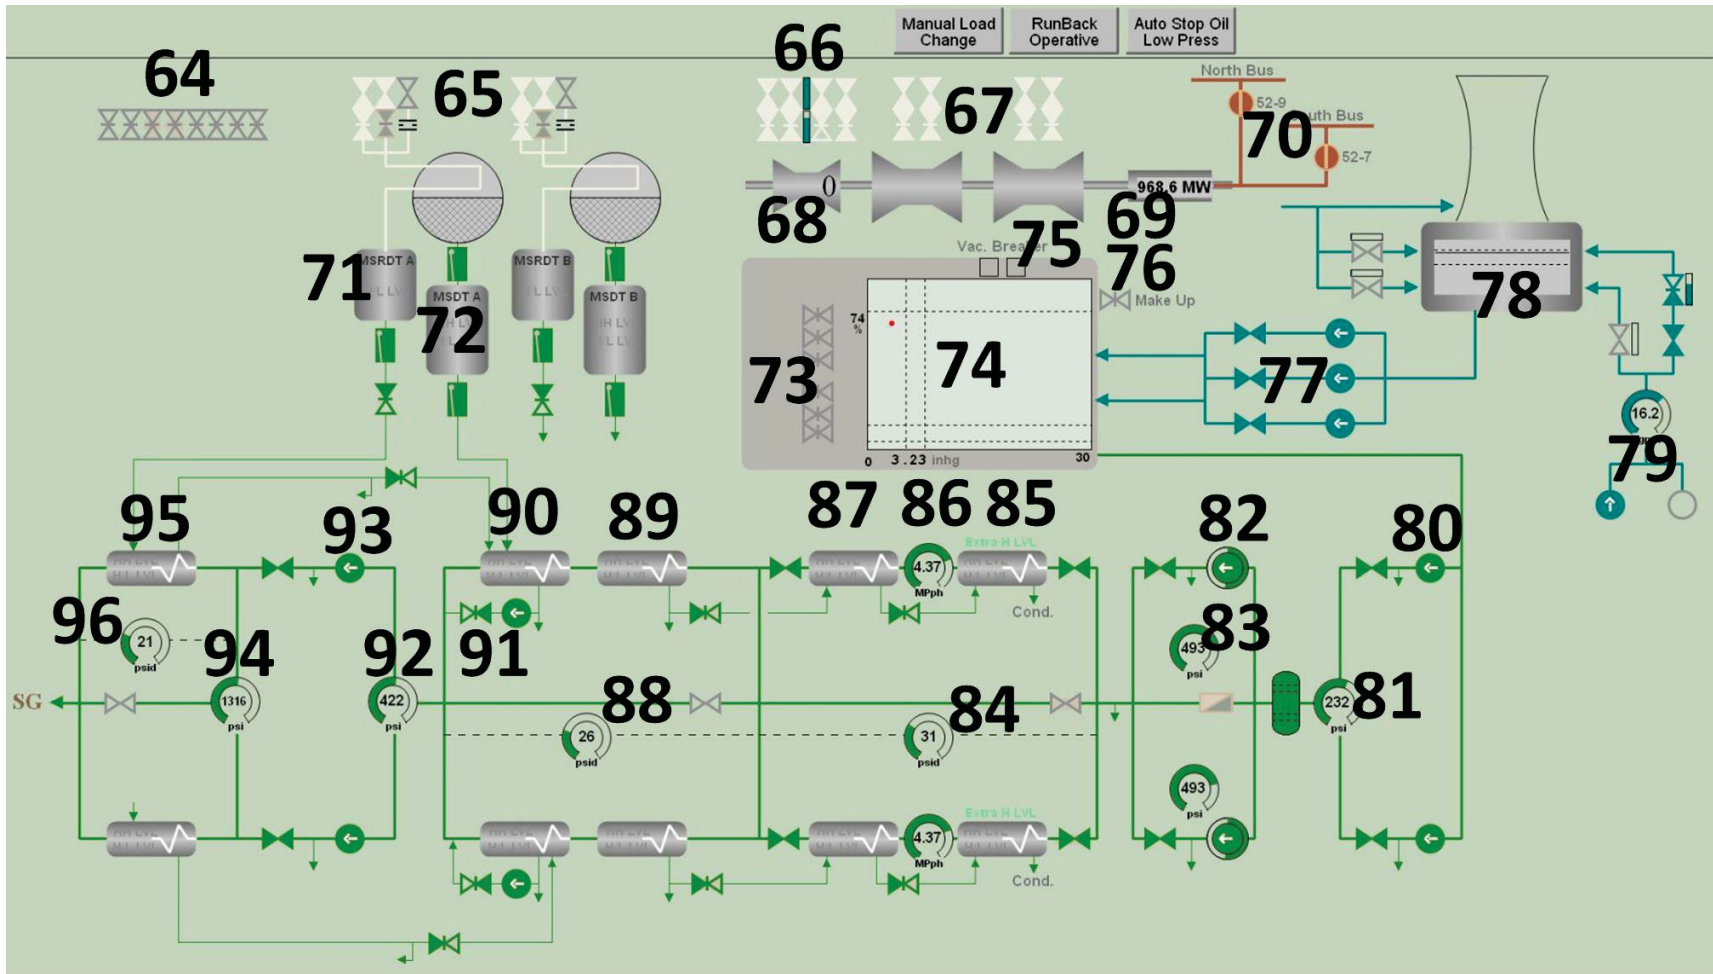 Manual Load
Change
RunBack
Operative
Auto Stop Oil
Low Press
64
65
66
67
North Bus
52-9
70
uth Bus
52-7
68
0
968.6 MW
69
71
MSRDT A
MSRDT B
72
MSDT A
MSDT B
Vac. Breaker
75
76
Make Up
73
74
74
%
0
3.23 inhg
30
77
78
16.2
79
95
93
90
89
87
86
85
82
80
Extra H LVL
4.37
MPph
Cond.
96
21
psid
94
1316
psi
92
422
psi
91
83
493
psi
SG
88
26
psid
84
31
psid
232
psi
81
493
psi
Extra H LVL
4.37
MPph
Cond.